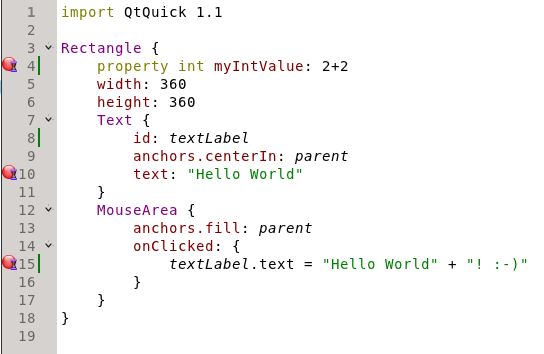 1 import QtQuick 1.1
2
3 Rectangle {
4 property int myIntValue: 2+2
5 width: 360
6 height: 360
7 Text {
8 id: textLabel
9 anchors.centerIn: parent
10 text: "Hello World"
11 }
12 MouseArea {
13 anchors.fill: parent
14 onClicked: {
15 textLabel.text = "Hello World" + "! :-)"
16 }
17 }
18 }
19